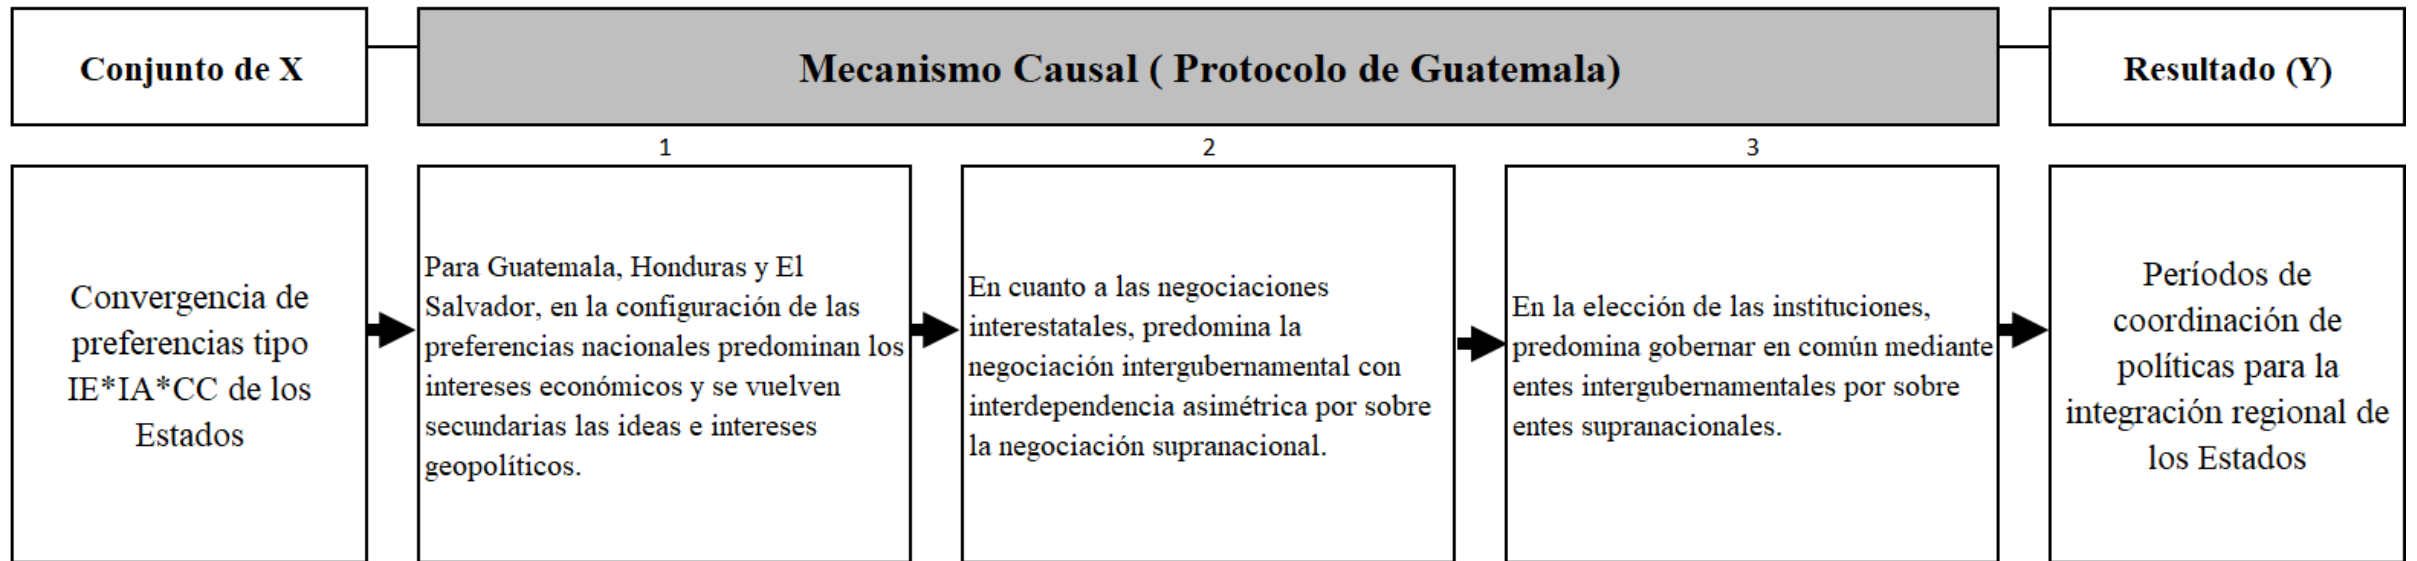 Conjunto de X
Mecanismo Causal ( Protocolo de Guatemala)
Resultado (Y)
1
2
3
Convergencia de
preferencias tipo
IE*IA*CC de los
Estados
Para Guatemala, Honduras y El
Salvador, en la configuración de las
preferencias nacionales predominan los
intereses económicos y se vuelven
secundarias las ideas e intereses
geopolíticos.
En cuanto a las negociaciones
interestatales, predomina la
negociación intergubernamental con
interdependencia asimétrica por sobre
la negociación supranacional.
En la elección de las instituciones,
predomina gobernar en común mediante
entes intergubernamentales por sobre
entes supranacionales.
Períodos de
coordinación de
políticas para la
integración regional de
los Estados